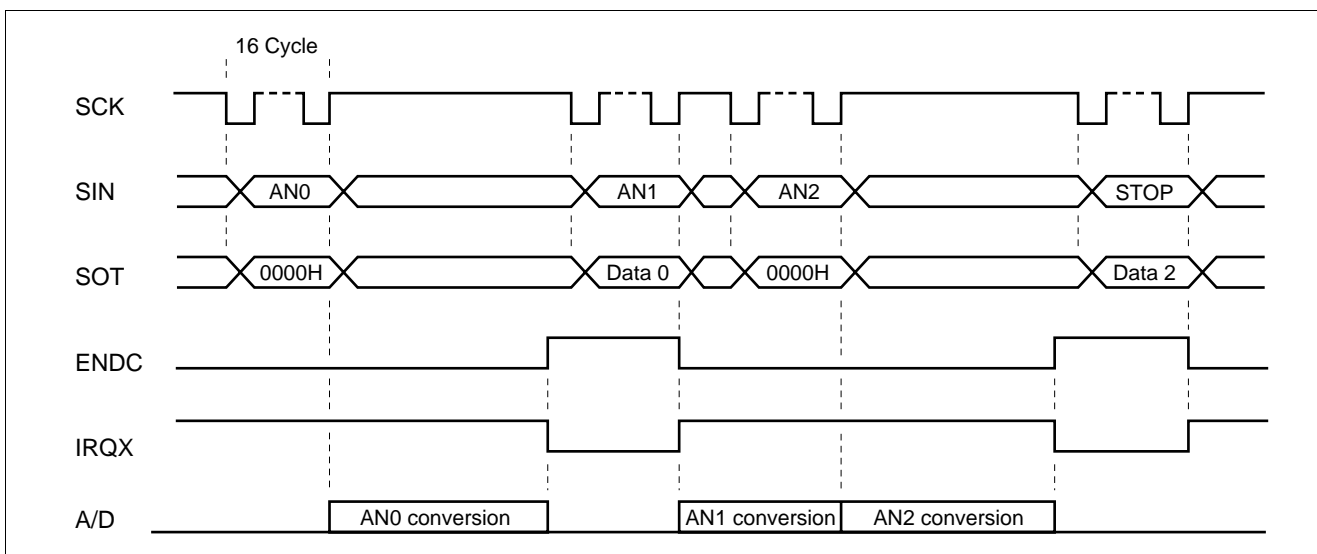 16 Cycle
SCK
SIN AN0 AN1 AN2 STOP
SOT 0000H Data 0 0000H Data 2
ENDC
IRQX
A/D AN0 conversion AN1 conversion AN2 conversion